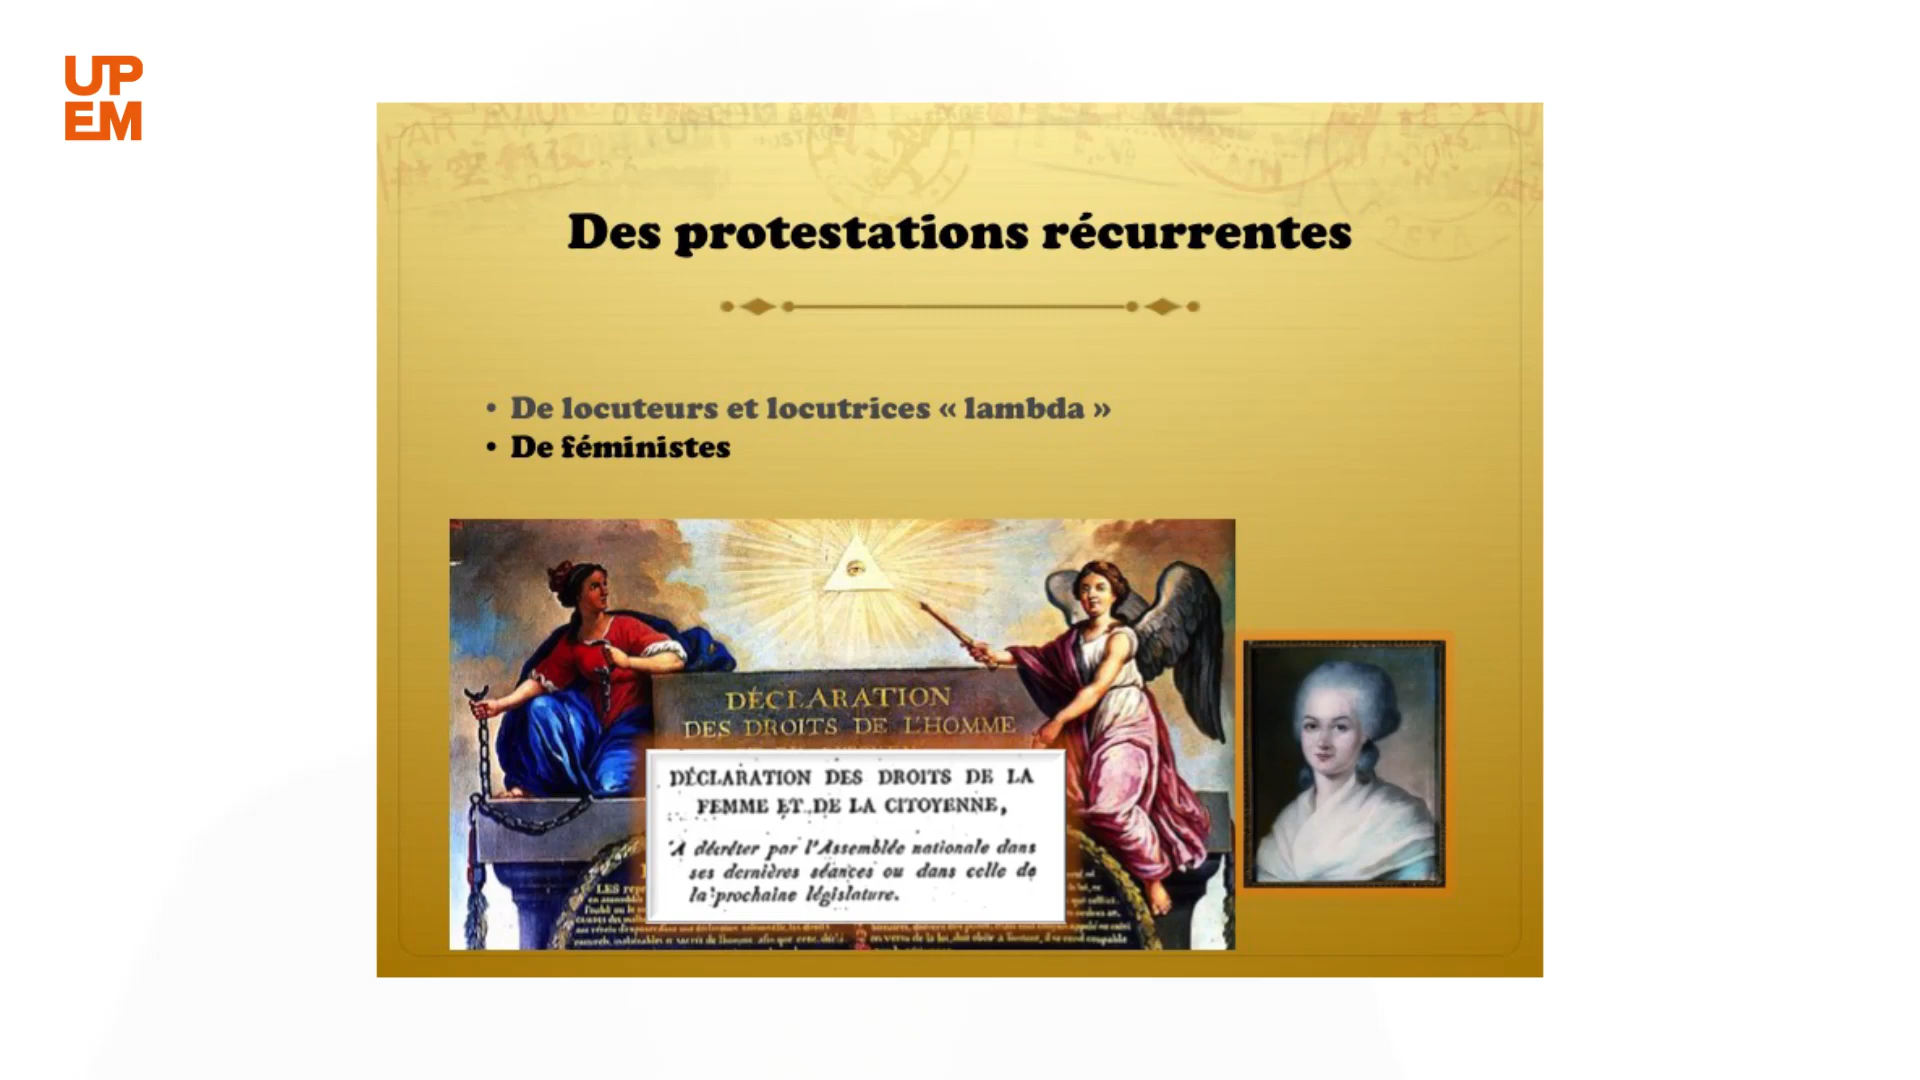 UP
EM
PAR AVION
Des protestations récurrentes
• De locuteurs et locutrices « lambda »
• De féministes
DÉCLARATION
DES DROITS DE L'HOMME
DÉCLARATION DES DROITS DE LA
FEMME ET DE LA CITOYENNE,
A décréter par l'Assemblée nationale dans
ses dernières séances ou dans celle de
la prochaine législature.